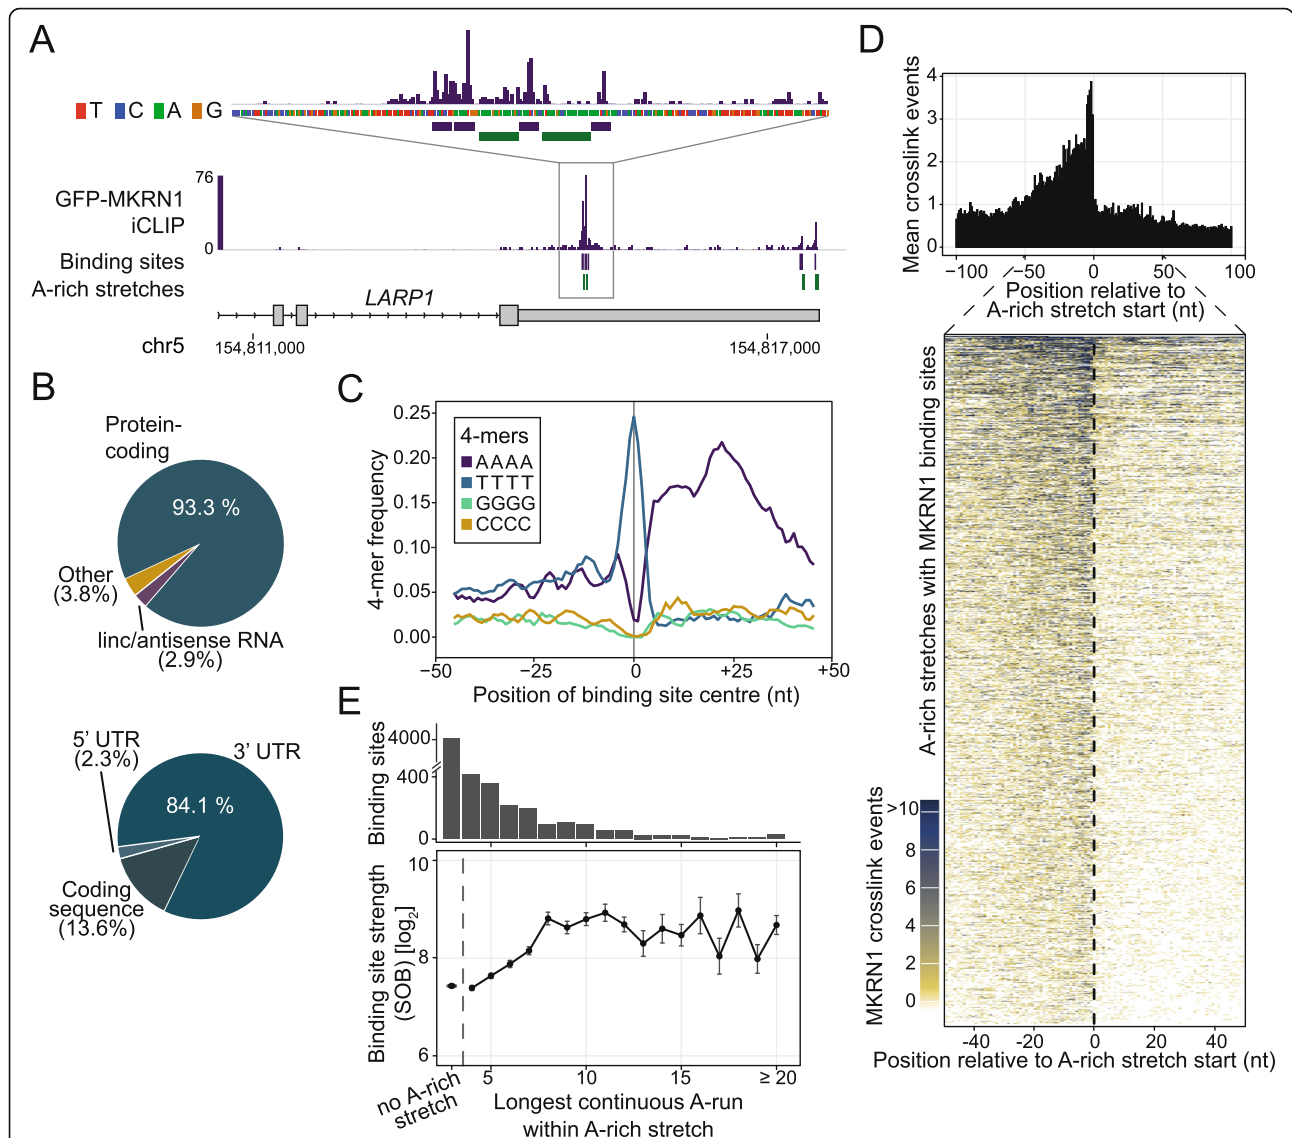 A
T C A G
76
GFP-MKRN1
iCLIP
0
Binding sites
A-rich stretches
LARP1
chr5
154,811,000
154,817,000
B
Protein-
coding
93.3 %
Other
(3.8%)
linc/antisense RNA
(2.9%)
5' UTR
(2.3%)
3' UTR
84.1 %
Coding
sequence
(13.6%)
C
4-mer frequency
0.25
0.20
0.15
0.10
0.05
0.00
4-mers
AAAA
TTTT
GGGG
CCCC
−50
−25
0
+25
+50
Position of binding site centre (nt)
D
Mean crosslink events
4
3
2
1
0
−100
−50
0
50
100
Position relative to
A-rich stretch start (nt)
A-rich stretches with MKRN1 binding sites
MKRN1 crosslink events
>10
8
6
4
2
0
-40
-20
0
20
40
Position relative to A-rich stretch start (nt)
E
Binding sites
4000
400
0
Binding site strength
(SOB) [log2]
10
8
6
no A-rich
stretch
5
10
15
≥ 20
Longest continuous A-run
within A-rich stretch